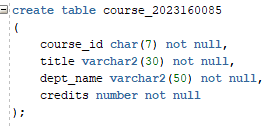 create table course_2023160085
(
course_id char(7) not null,
title varchar2(30) not null,
dept_name varchar2(50) not null,
credits number not null
);